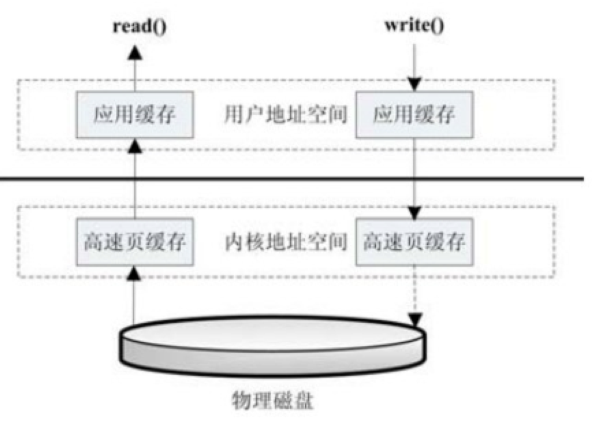 read() write()
应用缓存 用户地址空间 应用缓存
高速页缓存 内核地址空间 高速页缓存
物理磁盘